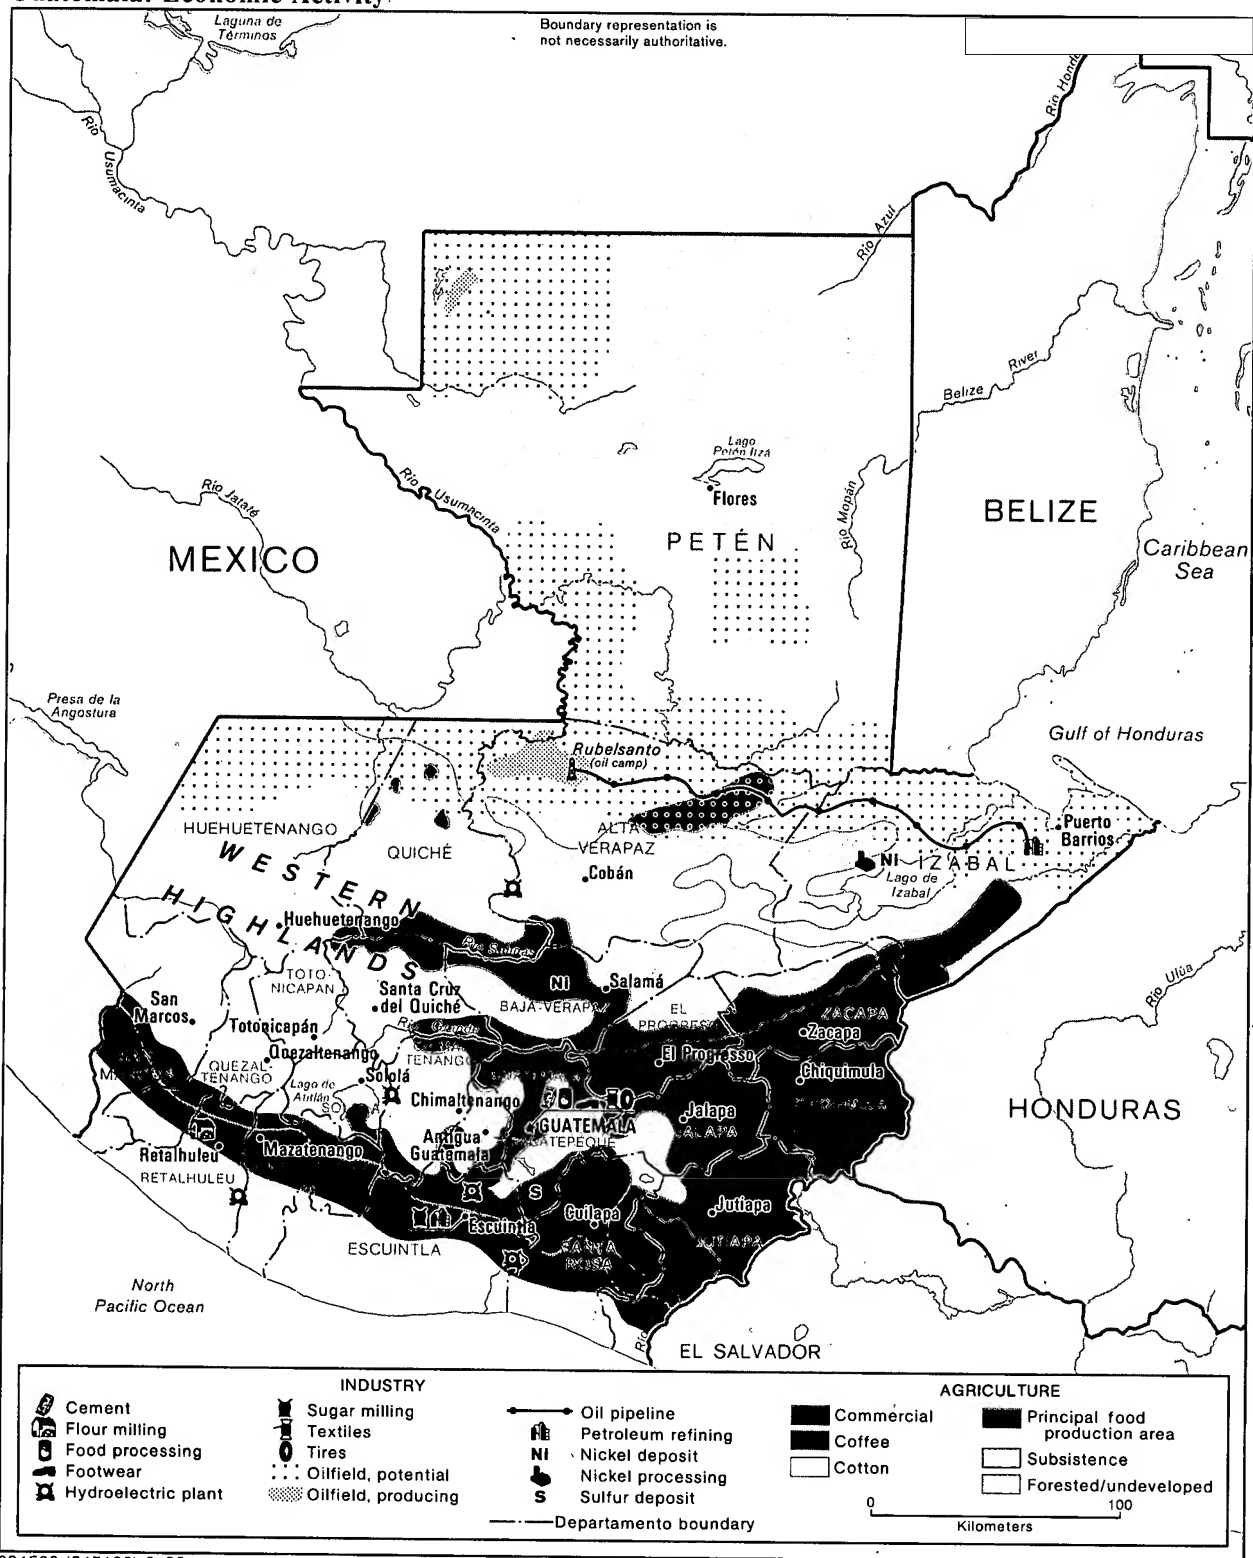 Guatemala: Economic Activity
Boundary representation is
not necessarily authoritative.
Laguna de
Términos
Río
Usumacinta
Río Hondo
Río Azul
Belize River
Lago
Petén Itzá
Flores
Río Usumacinta
Río Jataté
Río Mopán
MEXICO
PETÉN
BELIZE
Caribbean
Sea
Presa de la
Angostura
Gulf of Honduras
Rubelsanto
(oil camp)
HUEHUETENANGO
QUICHÉ
ALTA
VERAPAZ
Cobán
Puerto
Barrios
NI
IZABAL
Lago de
Izabal
WESTERN
HIGHLANDS
Huehuetenango
TOTO-
NICAPÁN
Santa Cruz
del Quiché
NI
Salamá
BAJA VERAPAZ
EL
PROGRESO
Río Ulúa
San
Marcos
Totonicapán
Quezaltenango
QUEZAL-
TENANGO
Lago de
Atitlán
Sololá
TENANGO
Chimaltenango
El Progreso
ZACAPA
Zacapa
Chiquimula
HONDURAS
Jalapa
JALAPA
GUATEMALA
Antigua
Guatemala
Retalhuleu
RETALHULEU
Mazatenango
S
Cuilapa
SANTA
ROSA
Jutiapa
JUTIAPA
Escuintla
ESCUINTLA
North
Pacific Ocean
Río
EL SALVADOR
INDUSTRY
Cement
Flour milling
Food processing
Footwear
Hydroelectric plant
Sugar milling
Textiles
Tires
Oilfield, potential
Oilfield, producing
Oil pipeline
Petroleum refining
NI Nickel deposit
Nickel processing
S Sulfur deposit
Departamento boundary
AGRICULTURE
Commercial
Coffee
Cotton
Principal food
production area
Subsistence
Forested/undeveloped
0 100
Kilometers